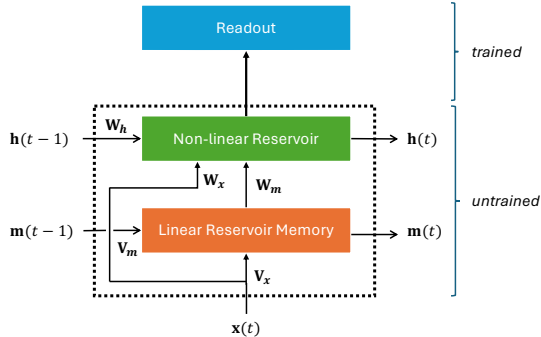 Readout
trained
W_h
h(t−1)
Non-linear Reservoir
h(t)
W_x
W_m
untrained
m(t−1)
Linear Reservoir Memory
m(t)
V_m
V_x
x(t)